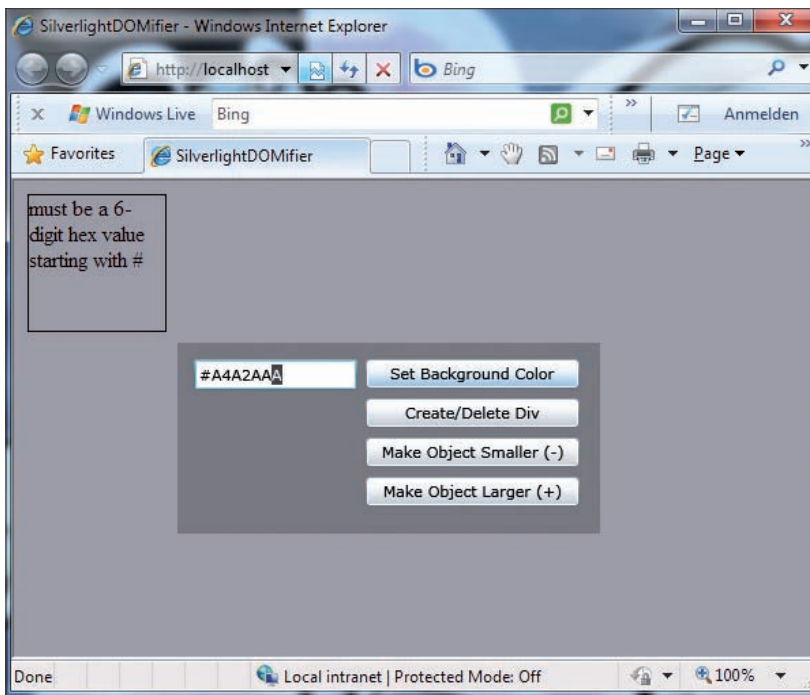 SilverlightDOMifier - Windows Internet Explorer
http://localhost Bing
x Windows Live Bing » Anmelden
Favorites SilverlightDOMifier Page »
must be a 6-
digit hex value
starting with #
#A4A2AAA Set Background Color
Create/Delete Div
Make Object Smaller (-)
Make Object Larger (+)
Done Local intranet | Protected Mode: Off 100%